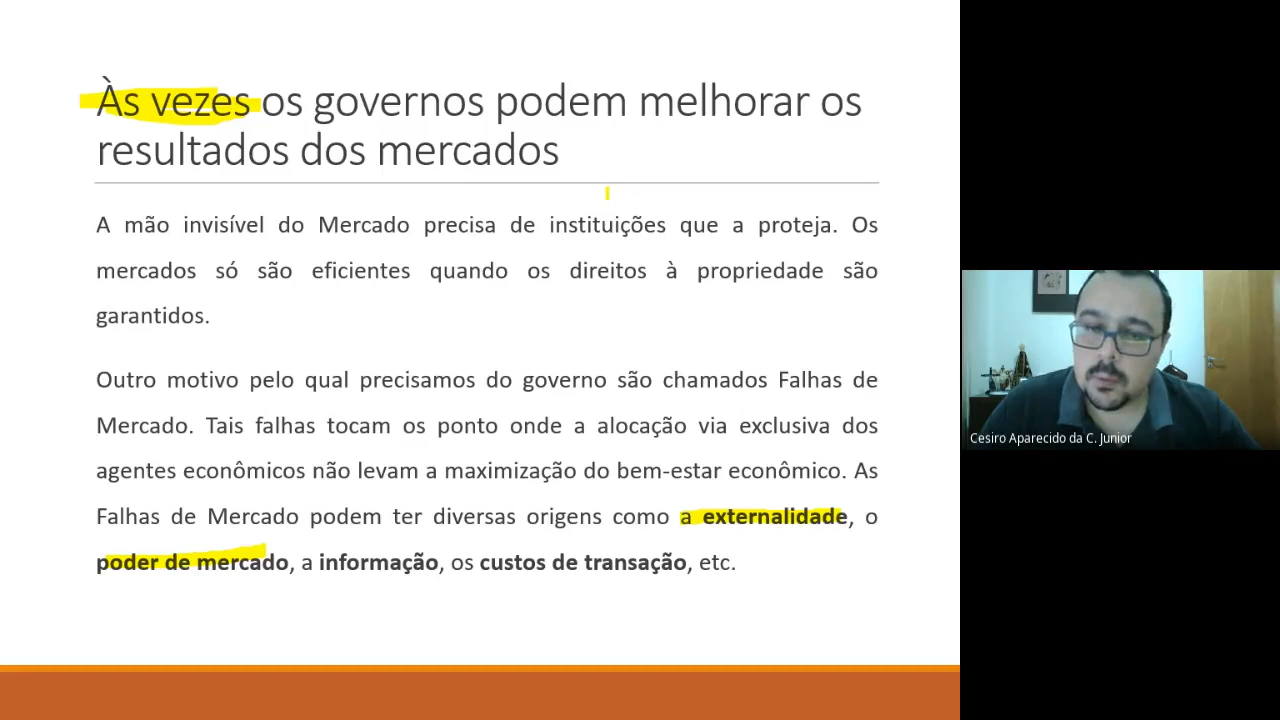 Às vezes os governos podem melhorar os
resultados dos mercados
A mão invisível do Mercado precisa de instituições que a proteja. Os
mercados só são eficientes quando os direitos à propriedade são
garantidos.
Outro motivo pelo qual precisamos do governo são chamados Falhas de
Mercado. Tais falhas tocam os ponto onde a alocação via exclusiva dos
agentes econômicos não levam a maximização do bem-estar econômico. As
Falhas de Mercado podem ter diversas origens como a externalidade, o
poder de mercado, a informação, os custos de transação, etc.
Cesiro Aparecido da C. Junior